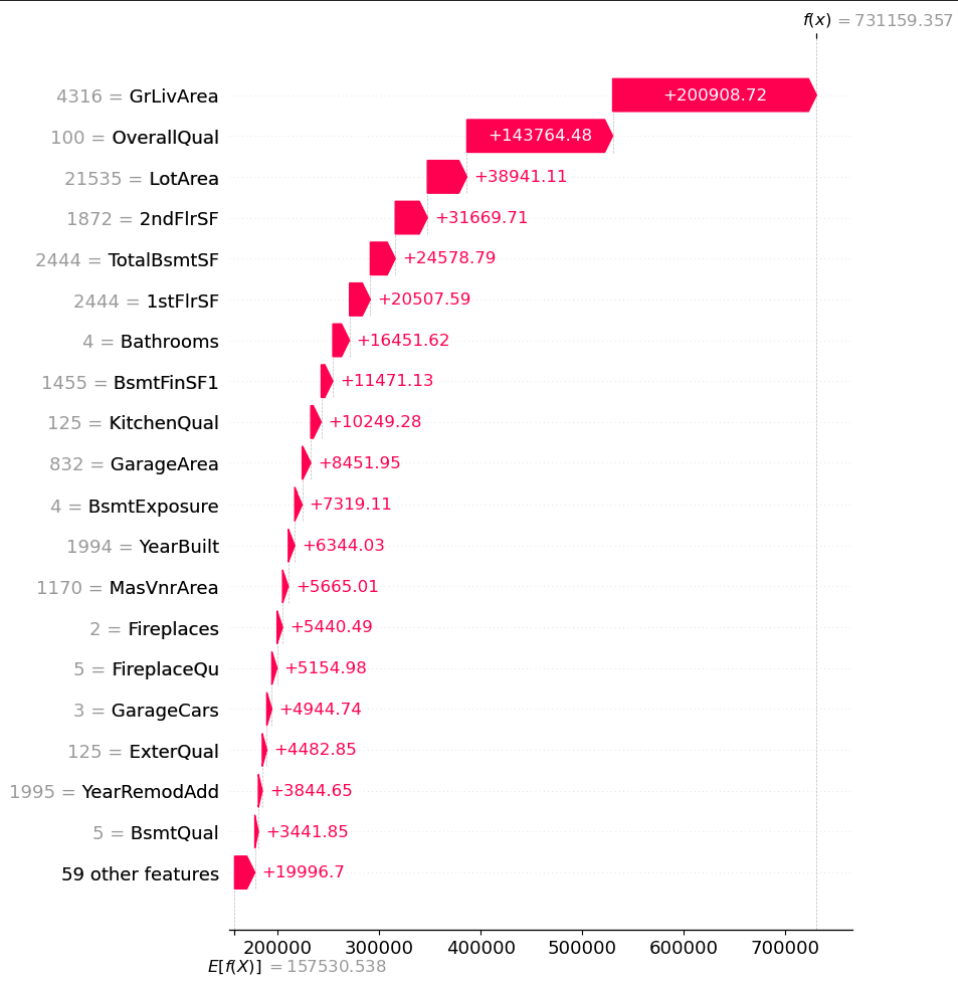 f(x) = 731159.357
4316 = GrLivArea +200908.72
100 = OverallQual +143764.48
21535 = LotArea +38941.11
1872 = 2ndFlrSF +31669.71
2444 = TotalBsmtSF +24578.79
2444 = 1stFlrSF +20507.59
4 = Bathrooms +16451.62
1455 = BsmtFinSF1 +11471.13
125 = KitchenQual +10249.28
832 = GarageArea +8451.95
4 = BsmtExposure +7319.11
1994 = YearBuilt +6344.03
1170 = MasVnrArea +5665.01
2 = Fireplaces +5440.49
5 = FireplaceQu +5154.98
3 = GarageCars +4944.74
125 = ExterQual +4482.85
1995 = YearRemodAdd +3844.65
5 = BsmtQual +3441.85
59 other features +19996.7
200000 300000 400000 500000 600000 700000
E[f(X)] = 157530.538